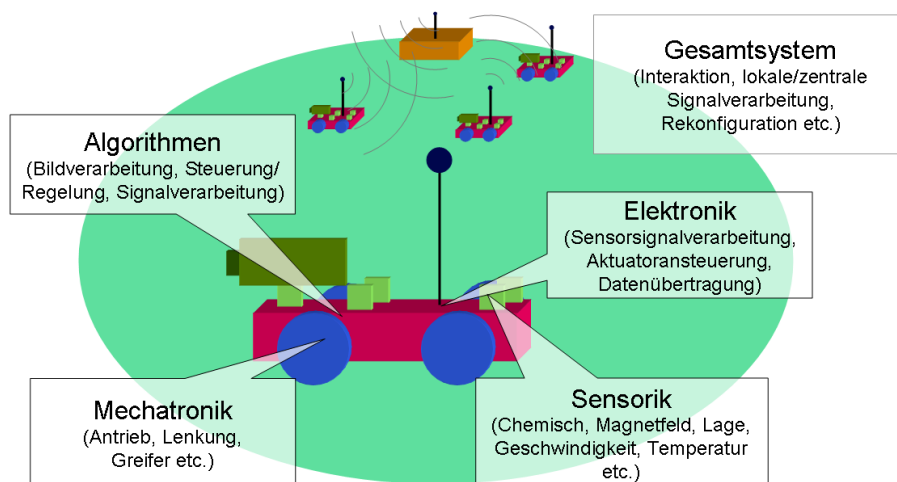 Gesamtsystem
(Interaktion, lokale/zentrale
Signalverarbeitung,
Rekonfiguration etc.)
Algorithmen
(Bildverarbeitung, Steuerung/
Regelung, Signalverarbeitung)
Elektronik
(Sensorsignalverarbeitung,
Aktuatoransteuerung,
Datenübertragung)
Mechatronik
(Antrieb, Lenkung,
Greifer etc.)
Sensorik
(Chemisch, Magnetfeld, Lage,
Geschwindigkeit, Temperatur
etc.)